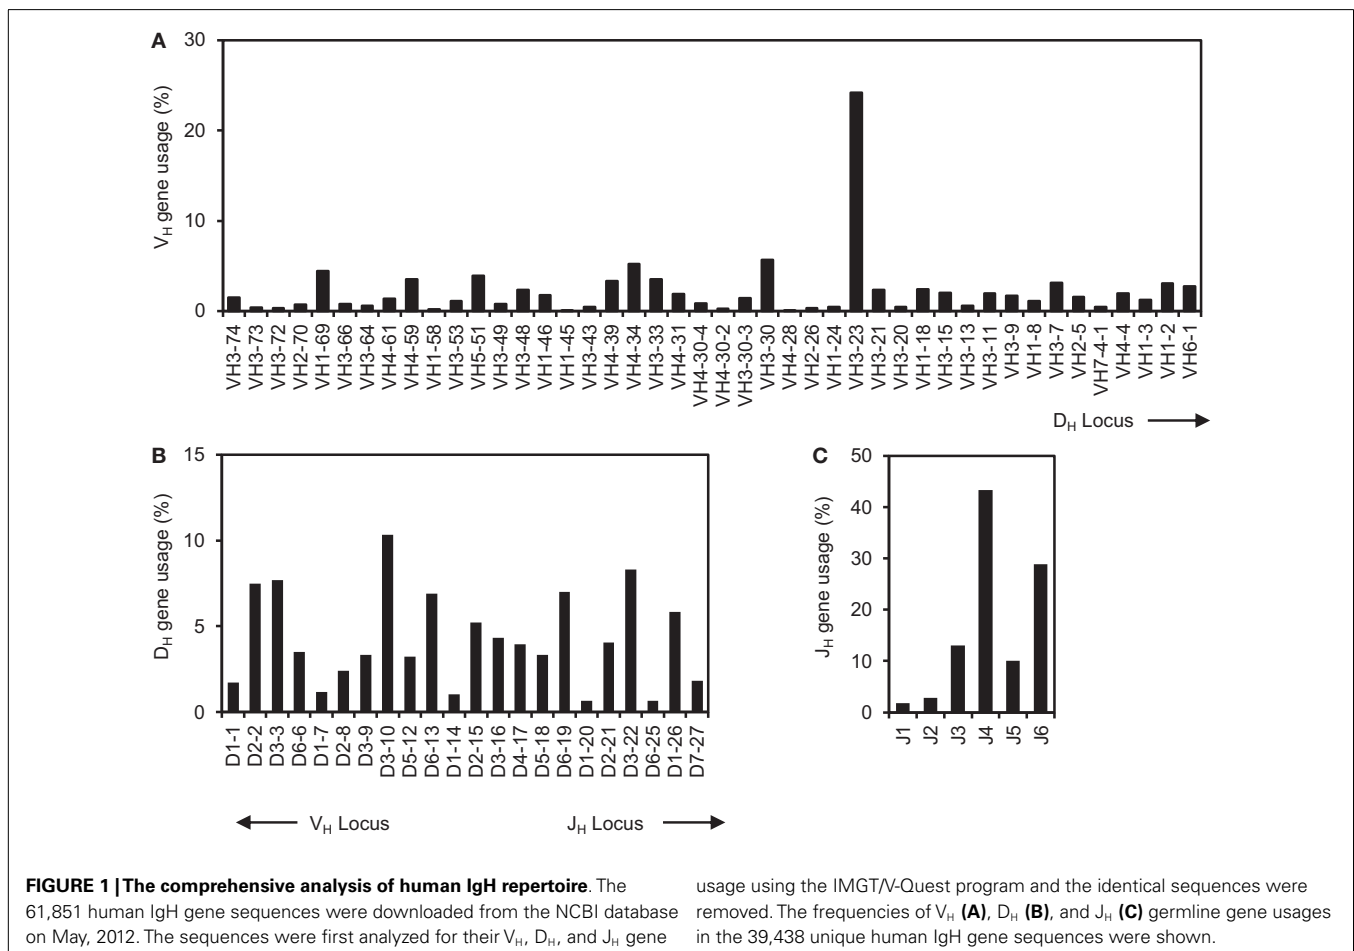 A
30
20
10
0
V_H gene usage (%)
VH3-74
VH3-73
VH3-72
VH2-70
VH1-69
VH3-66
VH3-64
VH4-61
VH4-59
VH1-58
VH3-53
VH5-51
VH3-49
VH3-48
VH1-46
VH1-45
VH3-43
VH4-39
VH4-34
VH3-33
VH4-31
VH4-30-4
VH4-30-2
VH3-30-3
VH3-30
VH4-28
VH2-26
VH1-24
VH3-23
VH3-21
VH3-20
VH1-18
VH3-15
VH3-13
VH3-11
VH3-9
VH1-8
VH3-7
VH2-5
VH7-4-1
VH4-4
VH1-3
VH1-2
VH6-1
D_H Locus
B
15
10
5
0
D_H gene usage (%)
D1-1
D2-2
D3-3
D6-6
D1-7
D2-8
D3-9
D3-10
D5-12
D6-13
D1-14
D2-15
D3-16
D4-17
D5-18
D6-19
D1-20
D2-21
D3-22
D6-25
D1-26
D7-27
V_H Locus
J_H Locus
C
50
40
30
20
10
0
J_H gene usage (%)
J1
J2
J3
J4
J5
J6
FIGURE 1 | The comprehensive analysis of human IgH repertoire. The
61,851 human IgH gene sequences were downloaded from the NCBI database
on May, 2012. The sequences were first analyzed for their V_H, D_H, and J_H gene
usage using the IMGT/V-Quest program and the identical sequences were
removed. The frequencies of V_H (A), D_H (B), and J_H (C) germline gene usages
in the 39,438 unique human IgH gene sequences were shown.